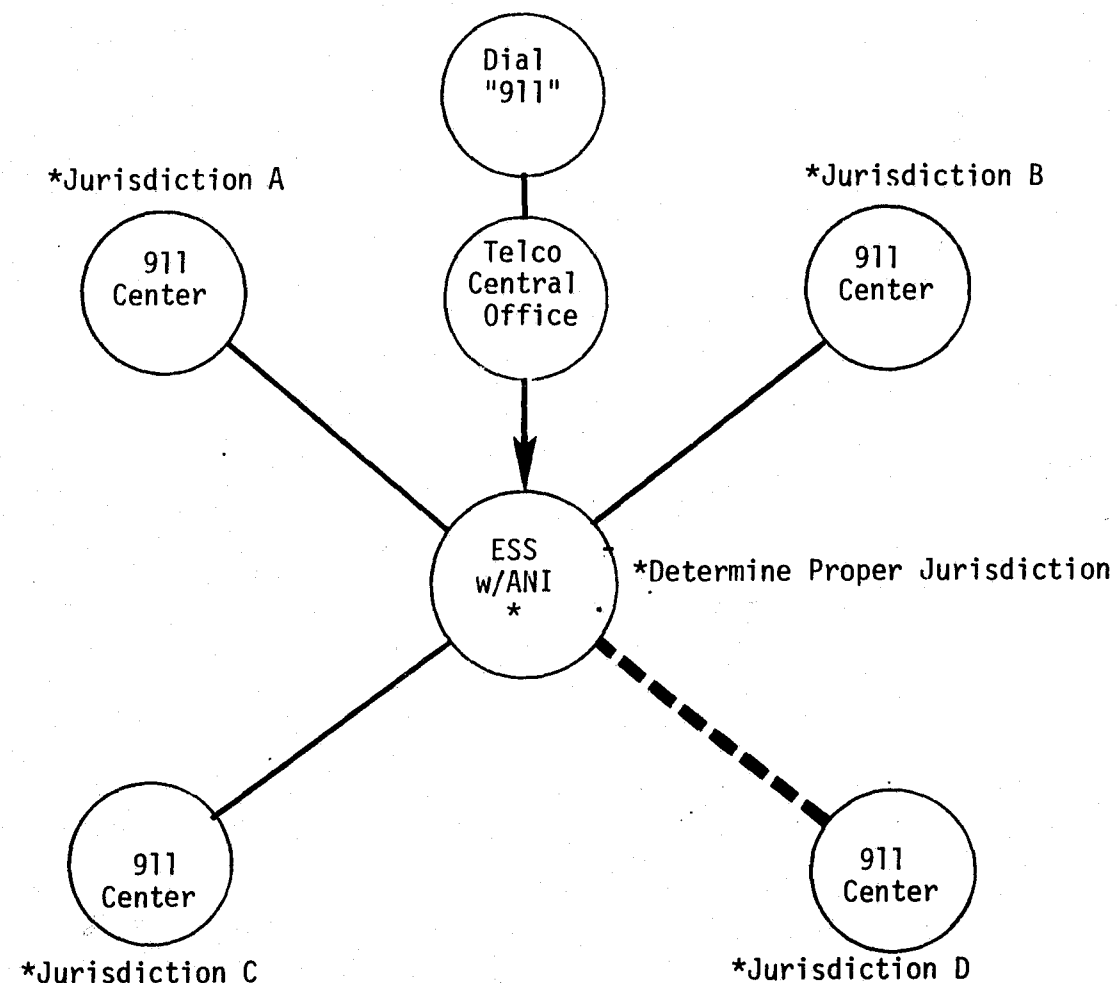 Dial
"911"
*Jurisdiction A
*Jurisdiction B
911
Center
Telco
Central
Office
911
Center
ESS
w/ANI
*
*Determine Proper Jurisdiction
911
Center
911
Center
*Jurisdiction C
*Jurisdiction D